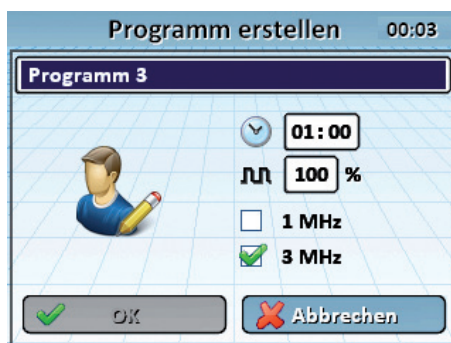 Programm erstellen 00:03
Programm 3
01:00
100 %
1 MHz
3 MHz
OK Abbrechen